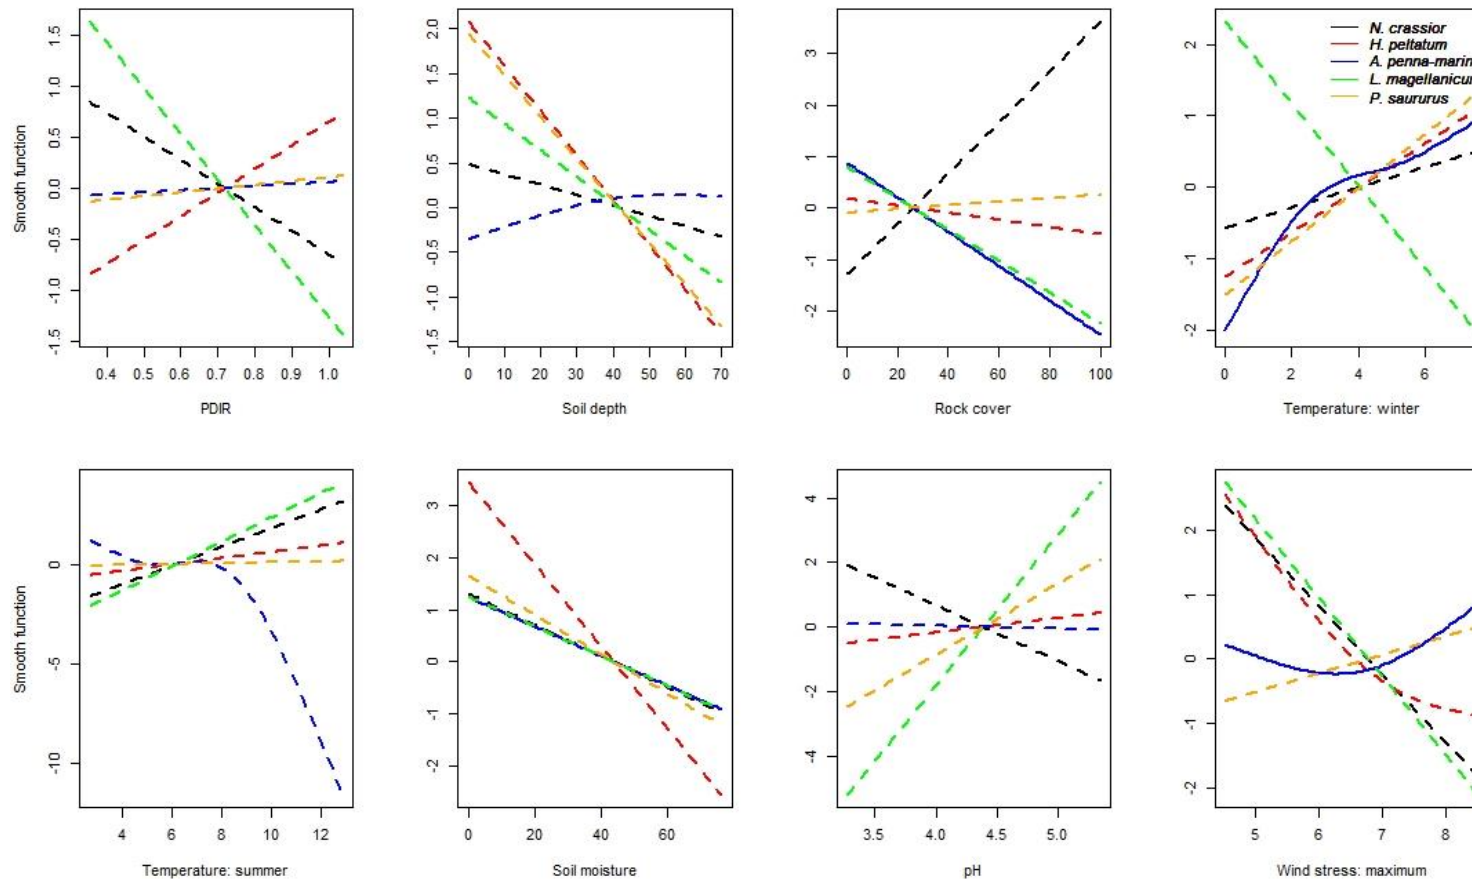 Smooth function
-1.5 -1.0 -0.5 0.0 0.5 1.0 1.5
0.4 0.5 0.6 0.7 0.8 0.9 1.0
PDIR
-1.5 -1.0 -0.5 0.0 0.5 1.0 1.5 2.0
0 10 20 30 40 50 60 70
Soil depth
-2 -1 0 1 2 3
0 20 40 60 80 100
Rock cover
-2 -1 0 1 2
0 2 4 6
Temperature: winter
N. crassior
H. peltatum
A. penna-marin
L. magellanicu
P. saururus
Smooth function
-10 -5 0
4 6 8 10 12
Temperature: summer
-2 -1 0 1 2 3
0 20 40 60
Soil moisture
-4 -2 0 2 4
3.5 4.0 4.5 5.0
pH
-2 -1 0 1 2
5 6 7 8
Wind stress: maximum